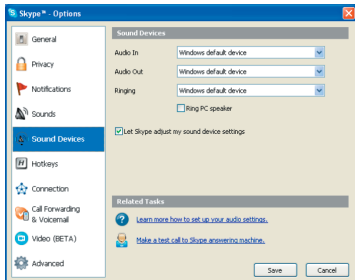 Skype™ - Options
General
Privacy
Notifications
Sounds
Sound Devices
Hotkeys
Connection
Call Forwarding
& Voicemail
Video (BETA)
Advanced
Sound Devices
Audio In
Windows default device
Audio Out
Windows default device
Ringing
Windows default device
Ring PC speaker
Let Skype adjust my sound device settings
Related Tasks
Learn more how to set up your audio settings.
Make a test call to Skype answering machine.
Save
Cancel